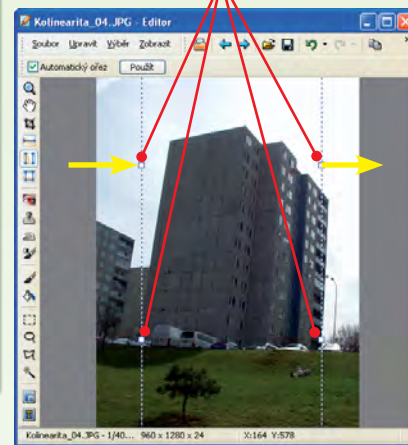 Kolinearita_04.JPG - Editor
Soubor Upravit Výběr Zobrazit
Automatický ořez Použít
Kolinearita_04.JPG - 1/40... 960 x 1280 x 24 X:164 Y:578